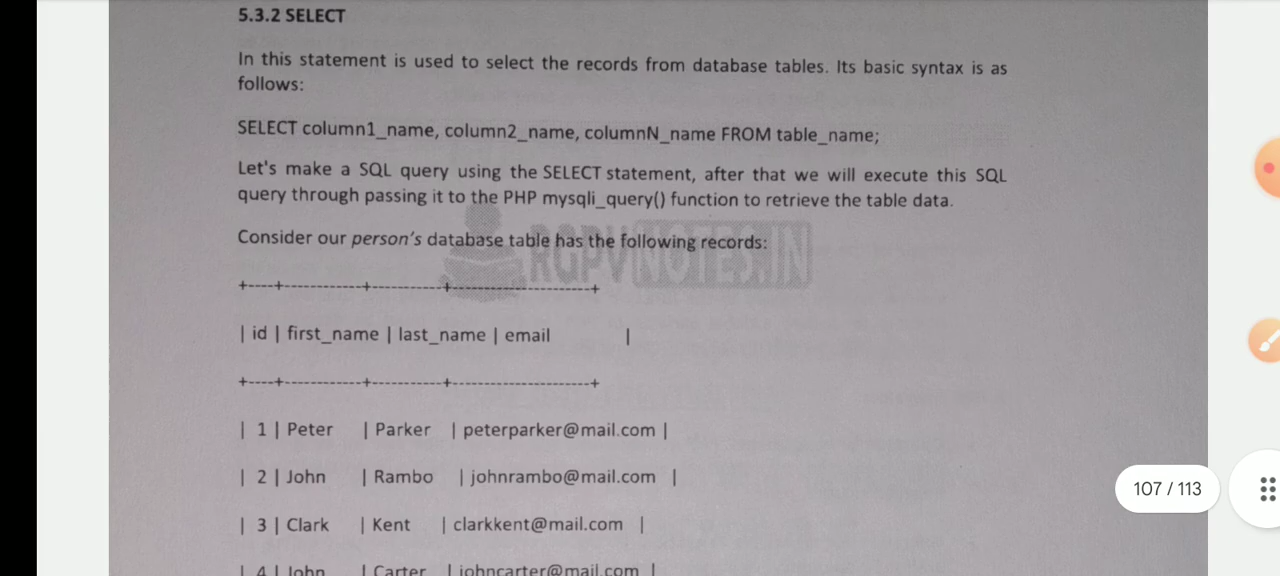 5.3.2 SELECT
In this statement is used to select the records from database tables. Its basic syntax is as
follows:
SELECT column1_name, column2_name, columnN_name FROM table_name;
Let's make a SQL query using the SELECT statement, after that we will execute this SQL
query through passing it to the PHP mysqli_query() function to retrieve the table data.
Consider our person's database table has the following records:
RGPVNOTES.IN
+----+------------+----------+----------------------+
| id | first_name | last_name | email |
+----+------------+----------+----------------------+
| 1 | Peter | Parker | peterparker@mail.com |
| 2 | John | Rambo | johnrambo@mail.com |
| 3 | Clark | Kent | clarkkent@mail.com |
| 4 | John | Carter | johncarter@mail.com |
107 / 113